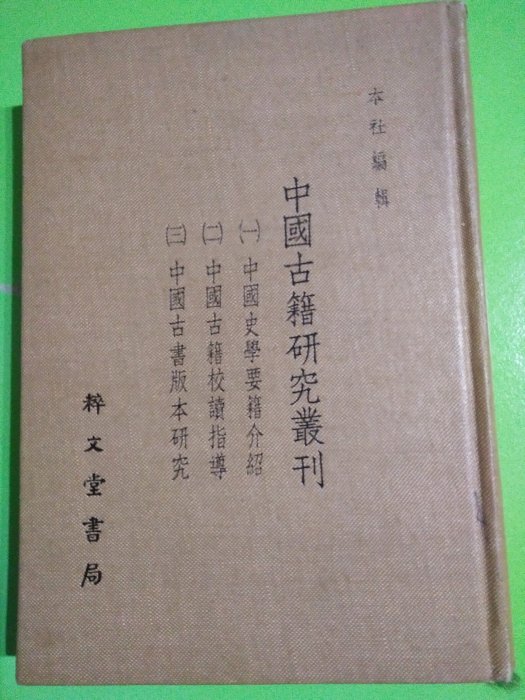 本社編輯
中國古籍研究叢刊
㈠ 中國史學要籍介紹
㈡ 中國古籍校讀指導
㈢ 中國古書版本研究
粹文堂書局